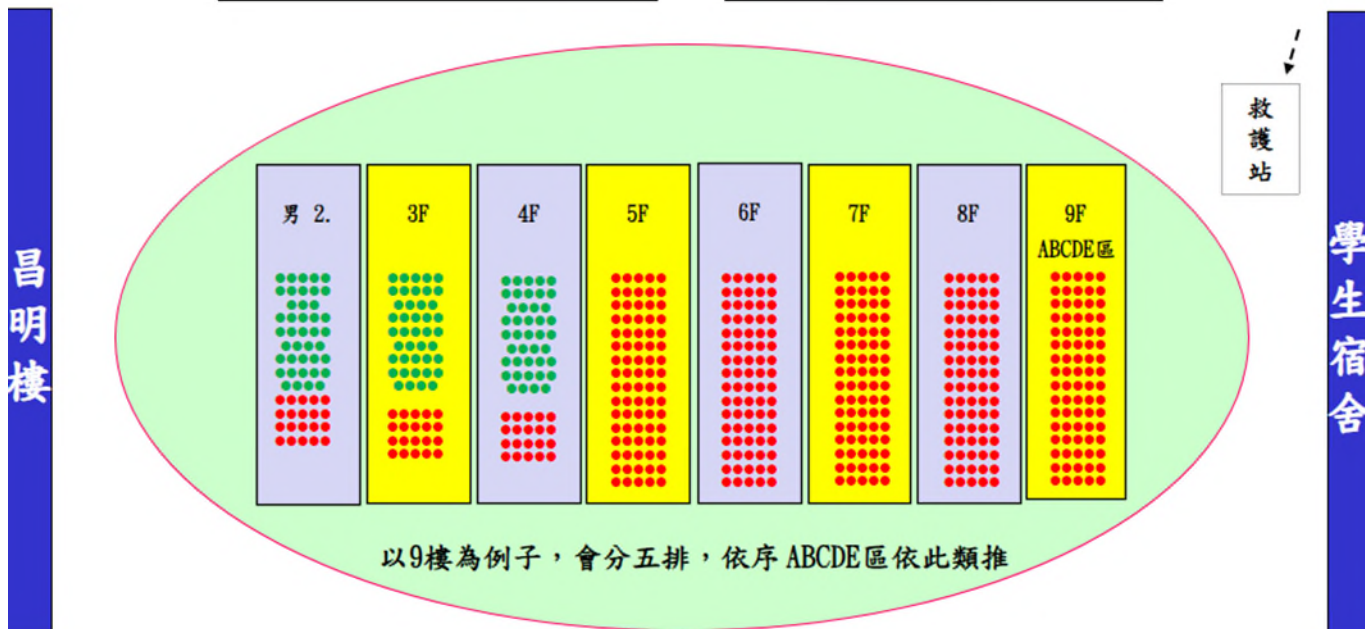 昌明樓
男 2.
3F
4F
5F
6F
7F
8F
9F
ABCDE區
救護站
學生宿舍
以9樓為例子，會分五排，依序 ABCDE區依此類推